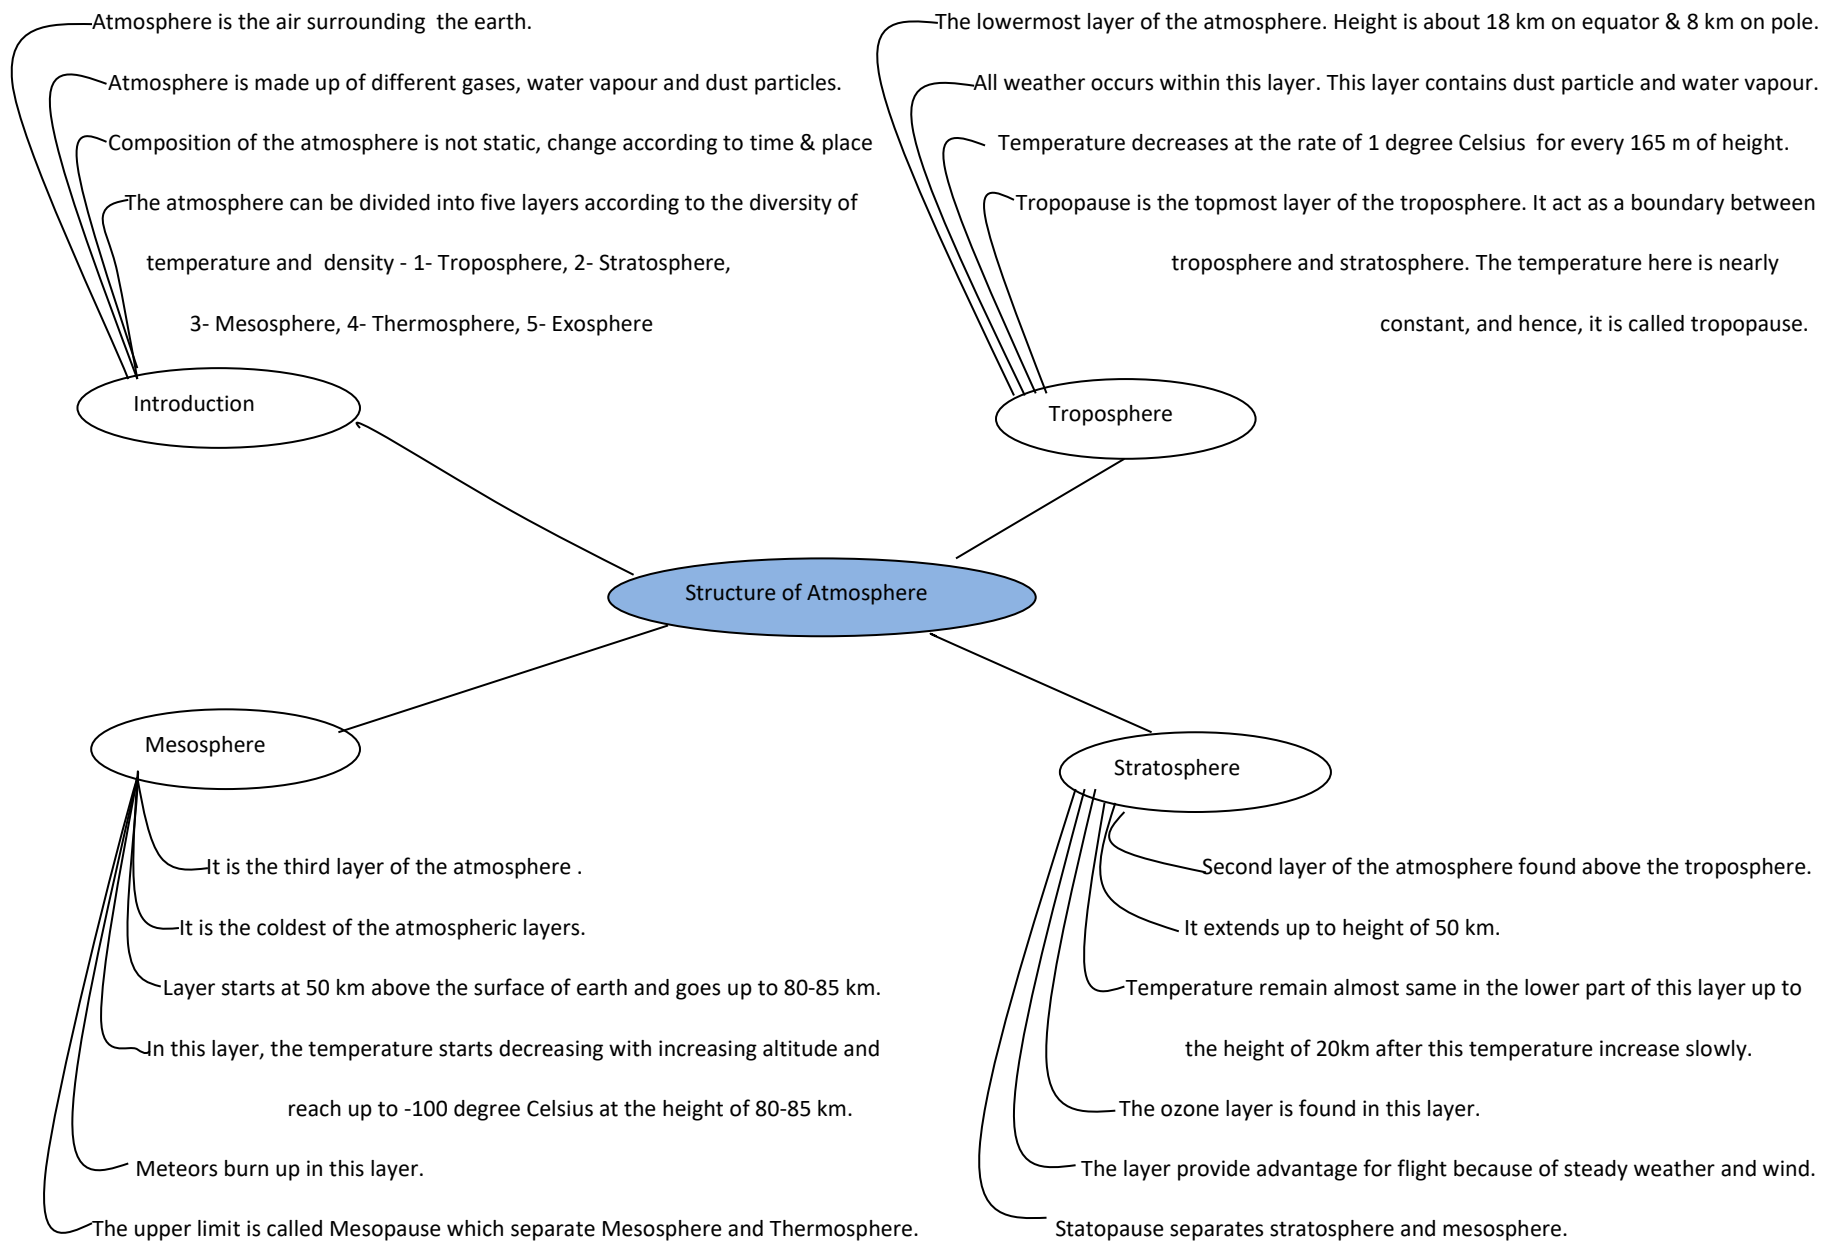 Atmosphere is the air surrounding  the earth.
Atmosphere is made up of different gases, water vapour and dust particles.
Composition of the atmosphere is not static, change according to time & place
The atmosphere can be divided into five layers according to the diversity of
temperature and  density - 1- Troposphere, 2- Stratosphere,
3- Mesosphere, 4- Thermosphere, 5- Exosphere
Introduction
The lowermost layer of the atmosphere. Height is about 18 km on equator & 8 km on pole.
All weather occurs within this layer. This layer contains dust particle and water vapour.
Temperature decreases at the rate of 1 degree Celsius  for every 165 m of height.
Tropopause is the topmost layer of the troposphere. It act as a boundary between
troposphere and stratosphere. The temperature here is nearly
constant, and hence, it is called tropopause.
Troposphere
Structure of Atmosphere
Mesosphere
It is the third layer of the atmosphere .
It is the coldest of the atmospheric layers.
Layer starts at 50 km above the surface of earth and goes up to 80-85 km.
In this layer, the temperature starts decreasing with increasing altitude and
reach up to -100 degree Celsius at the height of 80-85 km.
Meteors burn up in this layer.
The upper limit is called Mesopause which separate Mesosphere and Thermosphere.
Stratosphere
Second layer of the atmosphere found above the troposphere.
It extends up to height of 50 km.
Temperature remain almost same in the lower part of this layer up to
the height of 20km after this temperature increase slowly.
The ozone layer is found in this layer.
The layer provide advantage for flight because of steady weather and wind.
Statopause separates stratosphere and mesosphere.